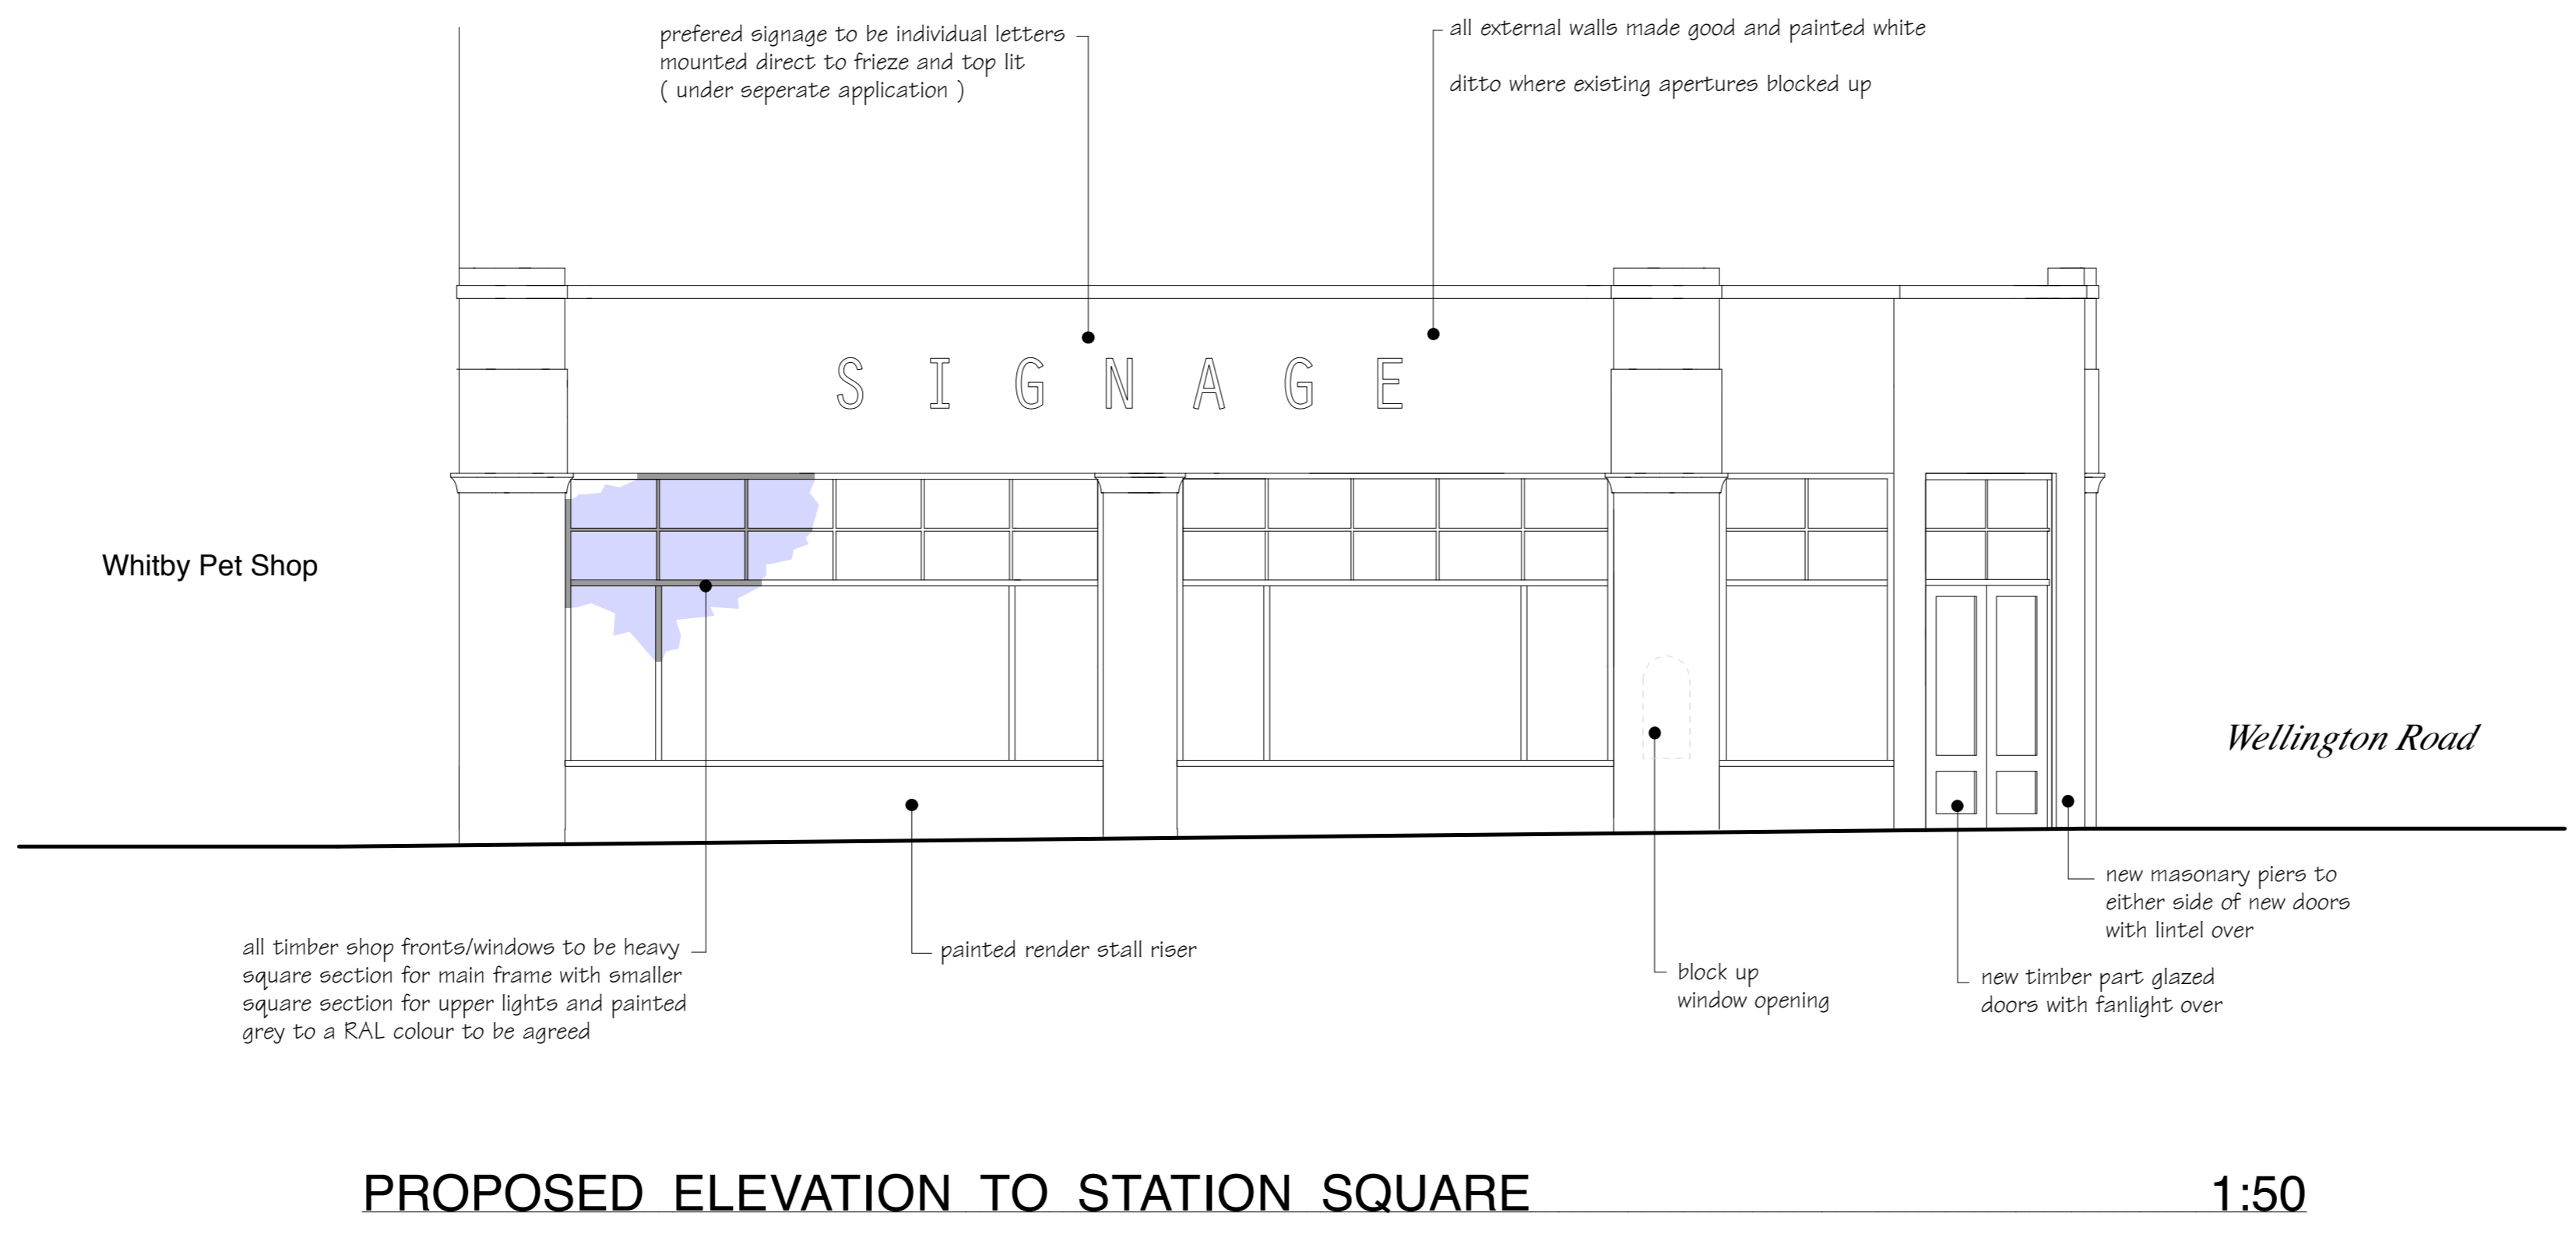 prefered signage to be individual letters
mounted direct to frieze and top lit
( under seperate application )
all external walls made good and painted white
ditto where existing apertures blocked up
S I G N A G E
Whitby Pet Shop
Wellington Road
all timber shop fronts/windows to be heavy
square section for main frame with smaller
square section for upper lights and painted
grey to a RAL colour to be agreed
painted render stall riser
block up
window opening
new masonary piers to
either side of new doors
with lintel over
new timber part glazed
doors with fanlight over
PROPOSED ELEVATION TO STATION SQUARE
1:50